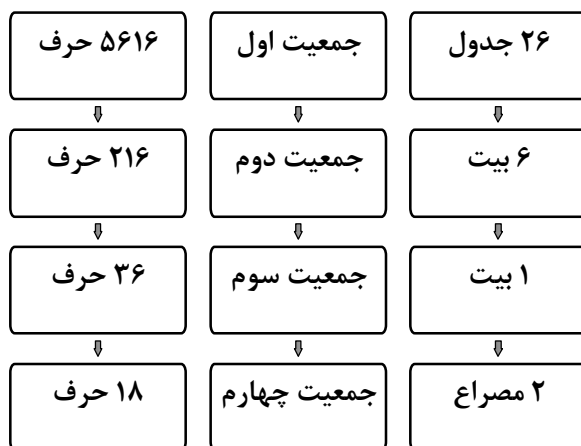 ۲۶ جدول
جمعیت اول
۵۶۱۶ حرف
۶ بیت
جمعیت دوم
۲۱۶ حرف
۱ بیت
جمعیت سوم
۳۶ حرف
۲ مصراع
جمعیت چهارم
۱۸ حرف